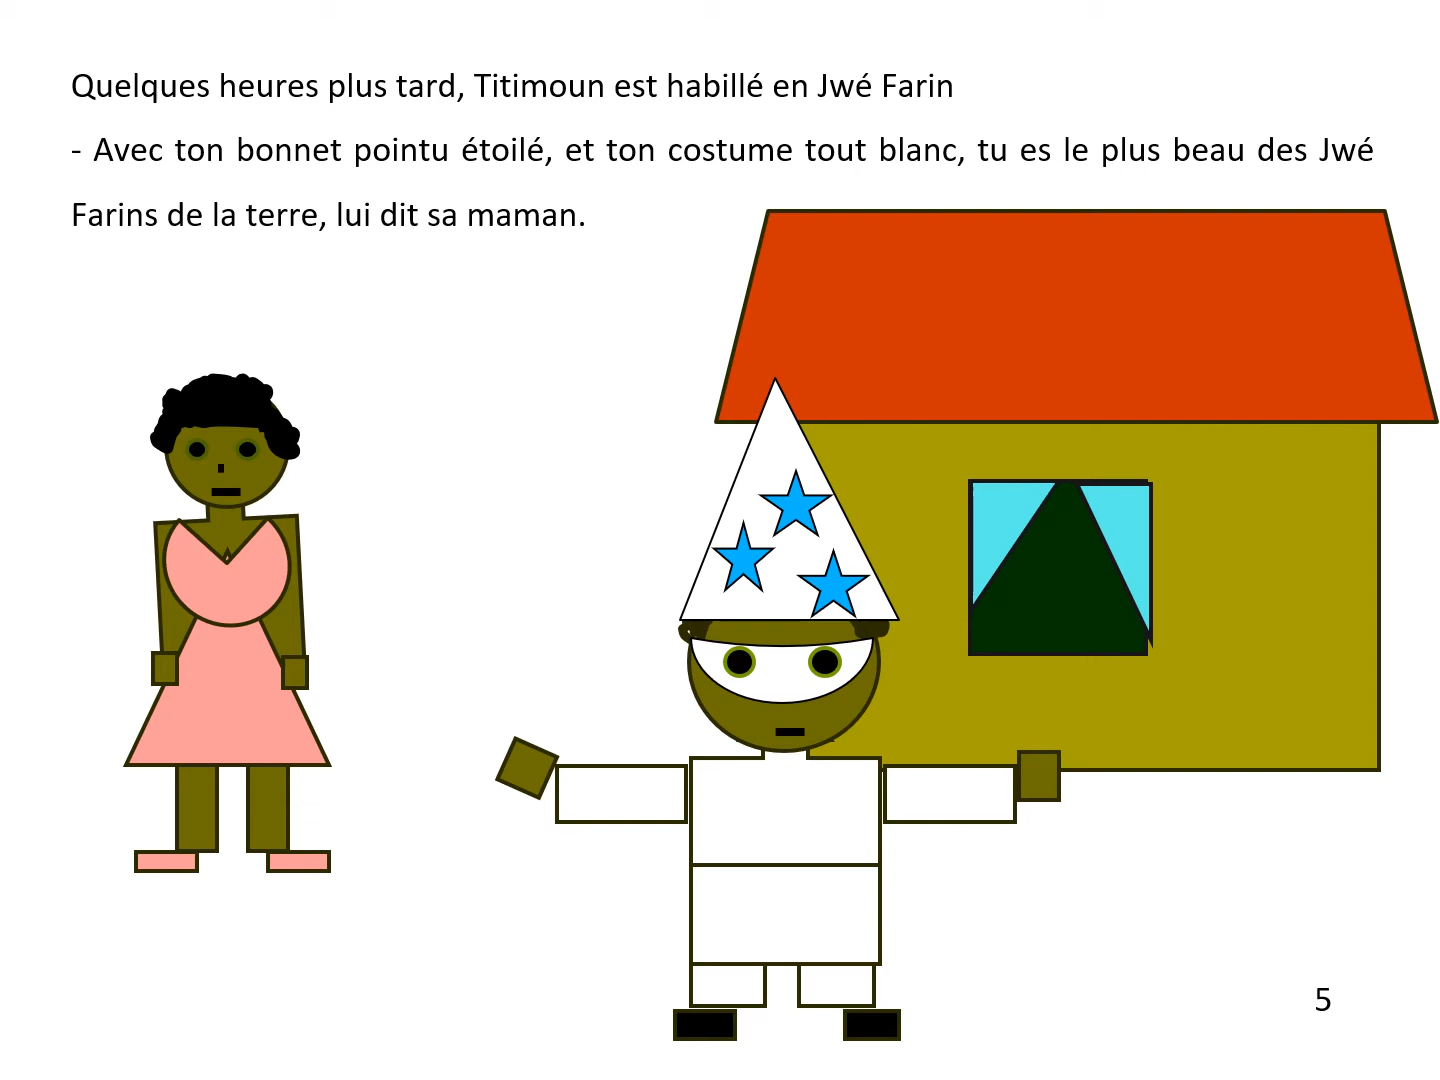 Quelques heures plus tard, Titimoun est habillé en Jwé Farin
- Avec ton bonnet pointu étoilé, et ton costume tout blanc, tu es le plus beau des Jwé
Farins de la terre, lui dit sa maman.
5